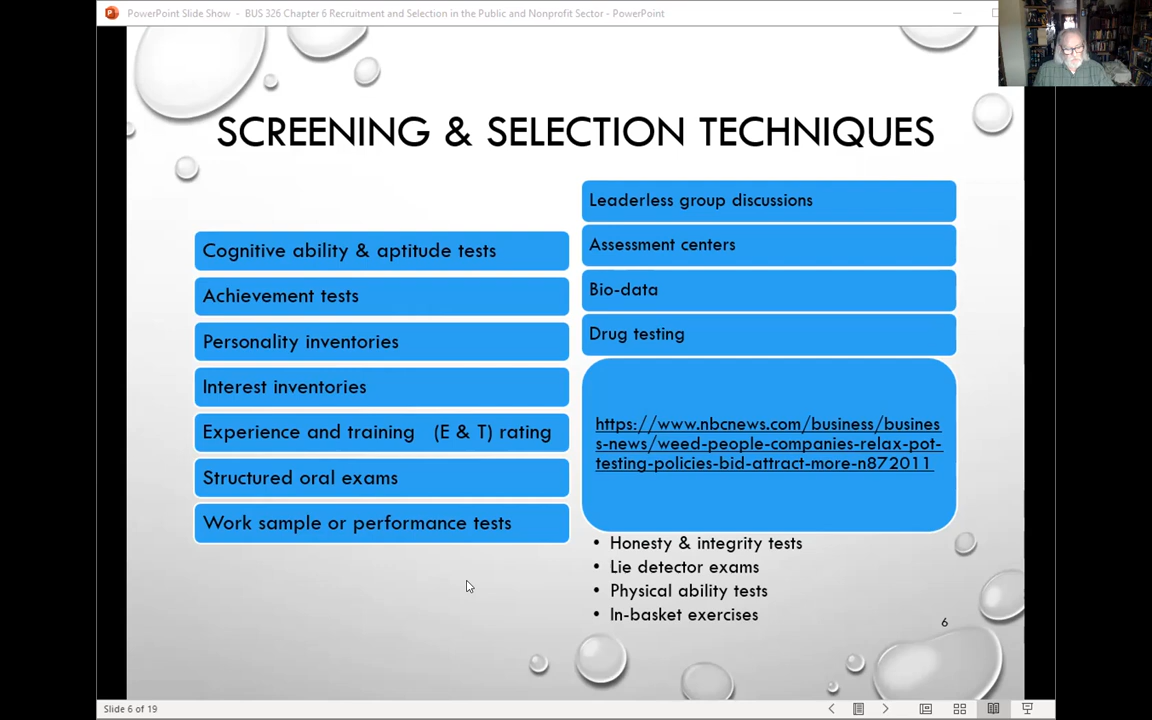 PowerPoint Slide Show - BUS 326 Chapter 6 Recruitment and Selection in the Public and Nonprofit Sector - PowerPoint
SCREENING & SELECTION TECHNIQUES
Cognitive ability & aptitude tests
Achievement tests
Personality inventories
Interest inventories
Experience and training (E & T) rating
Structured oral exams
Work sample or performance tests
Leaderless group discussions
Assessment centers
Bio-data
Drug testing
https://www.nbcnews.com/business/busines
s-news/weed-people-companies-relax-pot-
testing-policies-bid-attract-more-n872011
• Honesty & integrity tests
• Lie detector exams
• Physical ability tests
• In-basket exercises
6
Slide 6 of 19